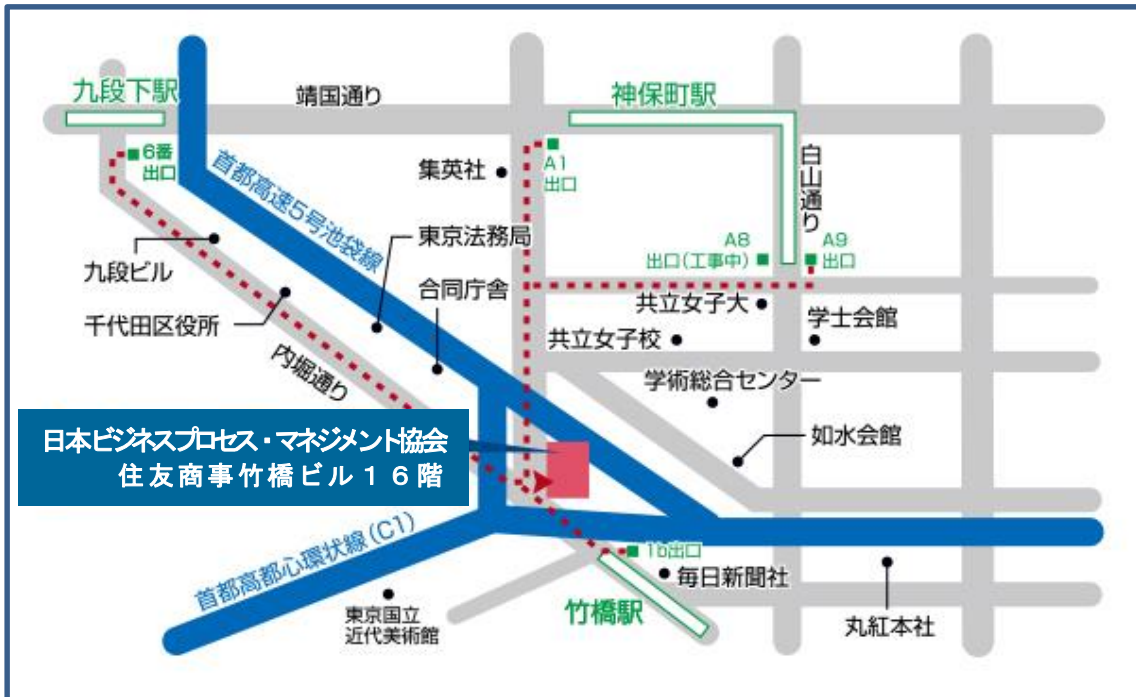 九段下駅
靖国通り
神保町駅
6番
出口
首都高速5号池袋線
集英社
A1
出口
白山通り
東京法務局
A8
出口(工事中)
A9
出口
九段ビル
合同庁舎
千代田区役所
共立女子大
学士会館
共立女子校
内堀通り
学術総合センター
日本ビジネスプロセス・マネジメント協会
住友商事竹橋ビル１６階
如水会館
首都高都心環状線(C1)
1b出口
毎日新聞社
東京国立
近代美術館
竹橋駅
丸紅本社